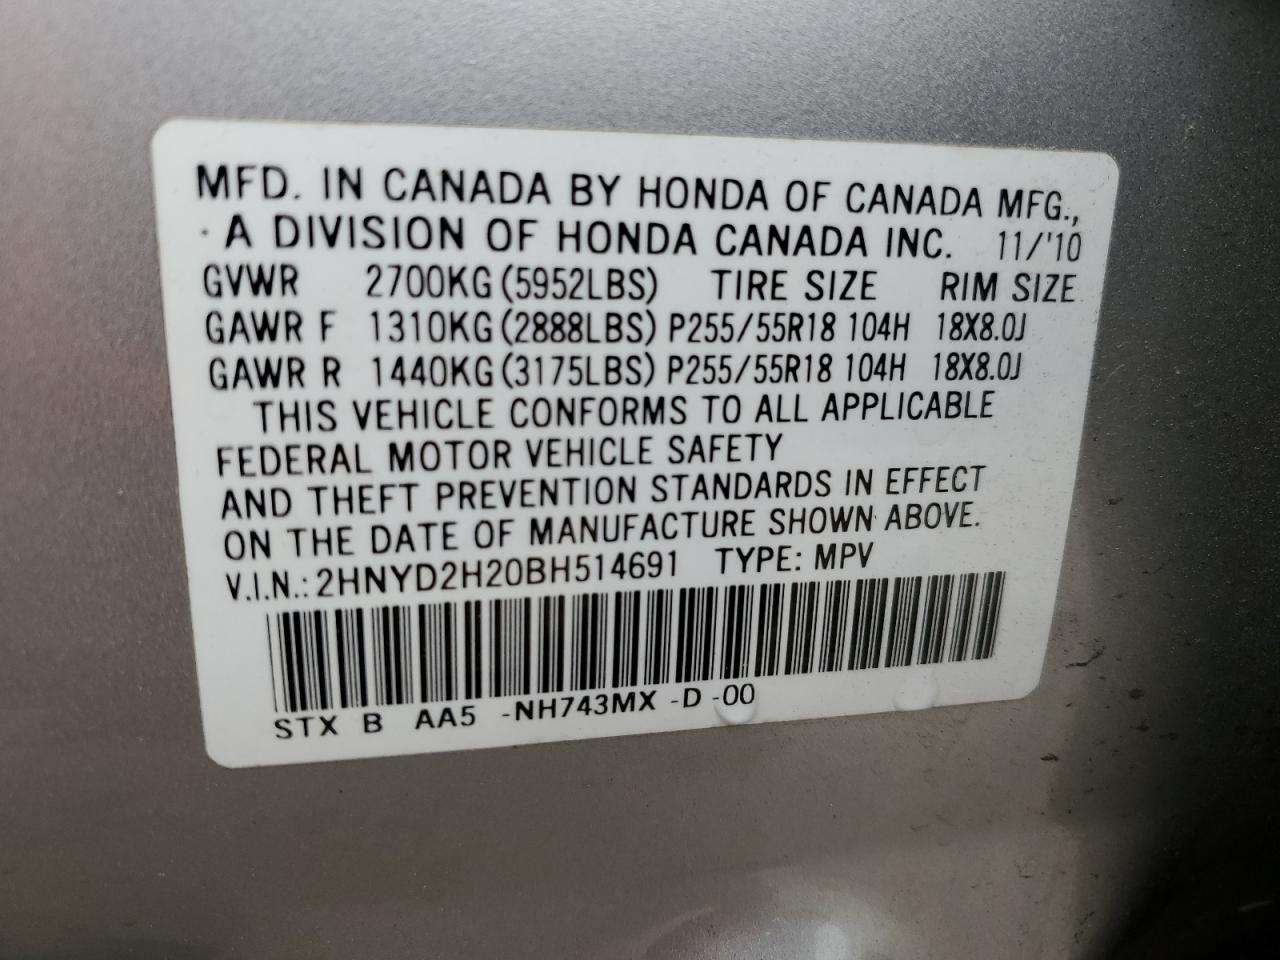 MFD. IN CANADA BY HONDA OF CANADA MFG.,
A DIVISION OF HONDA CANADA INC. 11/'10
GVWR 2700KG (5952LBS) TIRE SIZE RIM SIZE
GAWR F 1310KG (2888LBS) P255/55R18 104H 18X8.0J
GAWR R 1440KG (3175LBS) P255/55R18 104H 18X8.0J
THIS VEHICLE CONFORMS TO ALL APPLICABLE
FEDERAL MOTOR VEHICLE SAFETY
AND THEFT PREVENTION STANDARDS IN EFFECT
ON THE DATE OF MANUFACTURE SHOWN ABOVE.
V.I.N.: 2HNYD2H20BH514691 TYPE: MPV
STX B AA5 -NH743MX -D -00